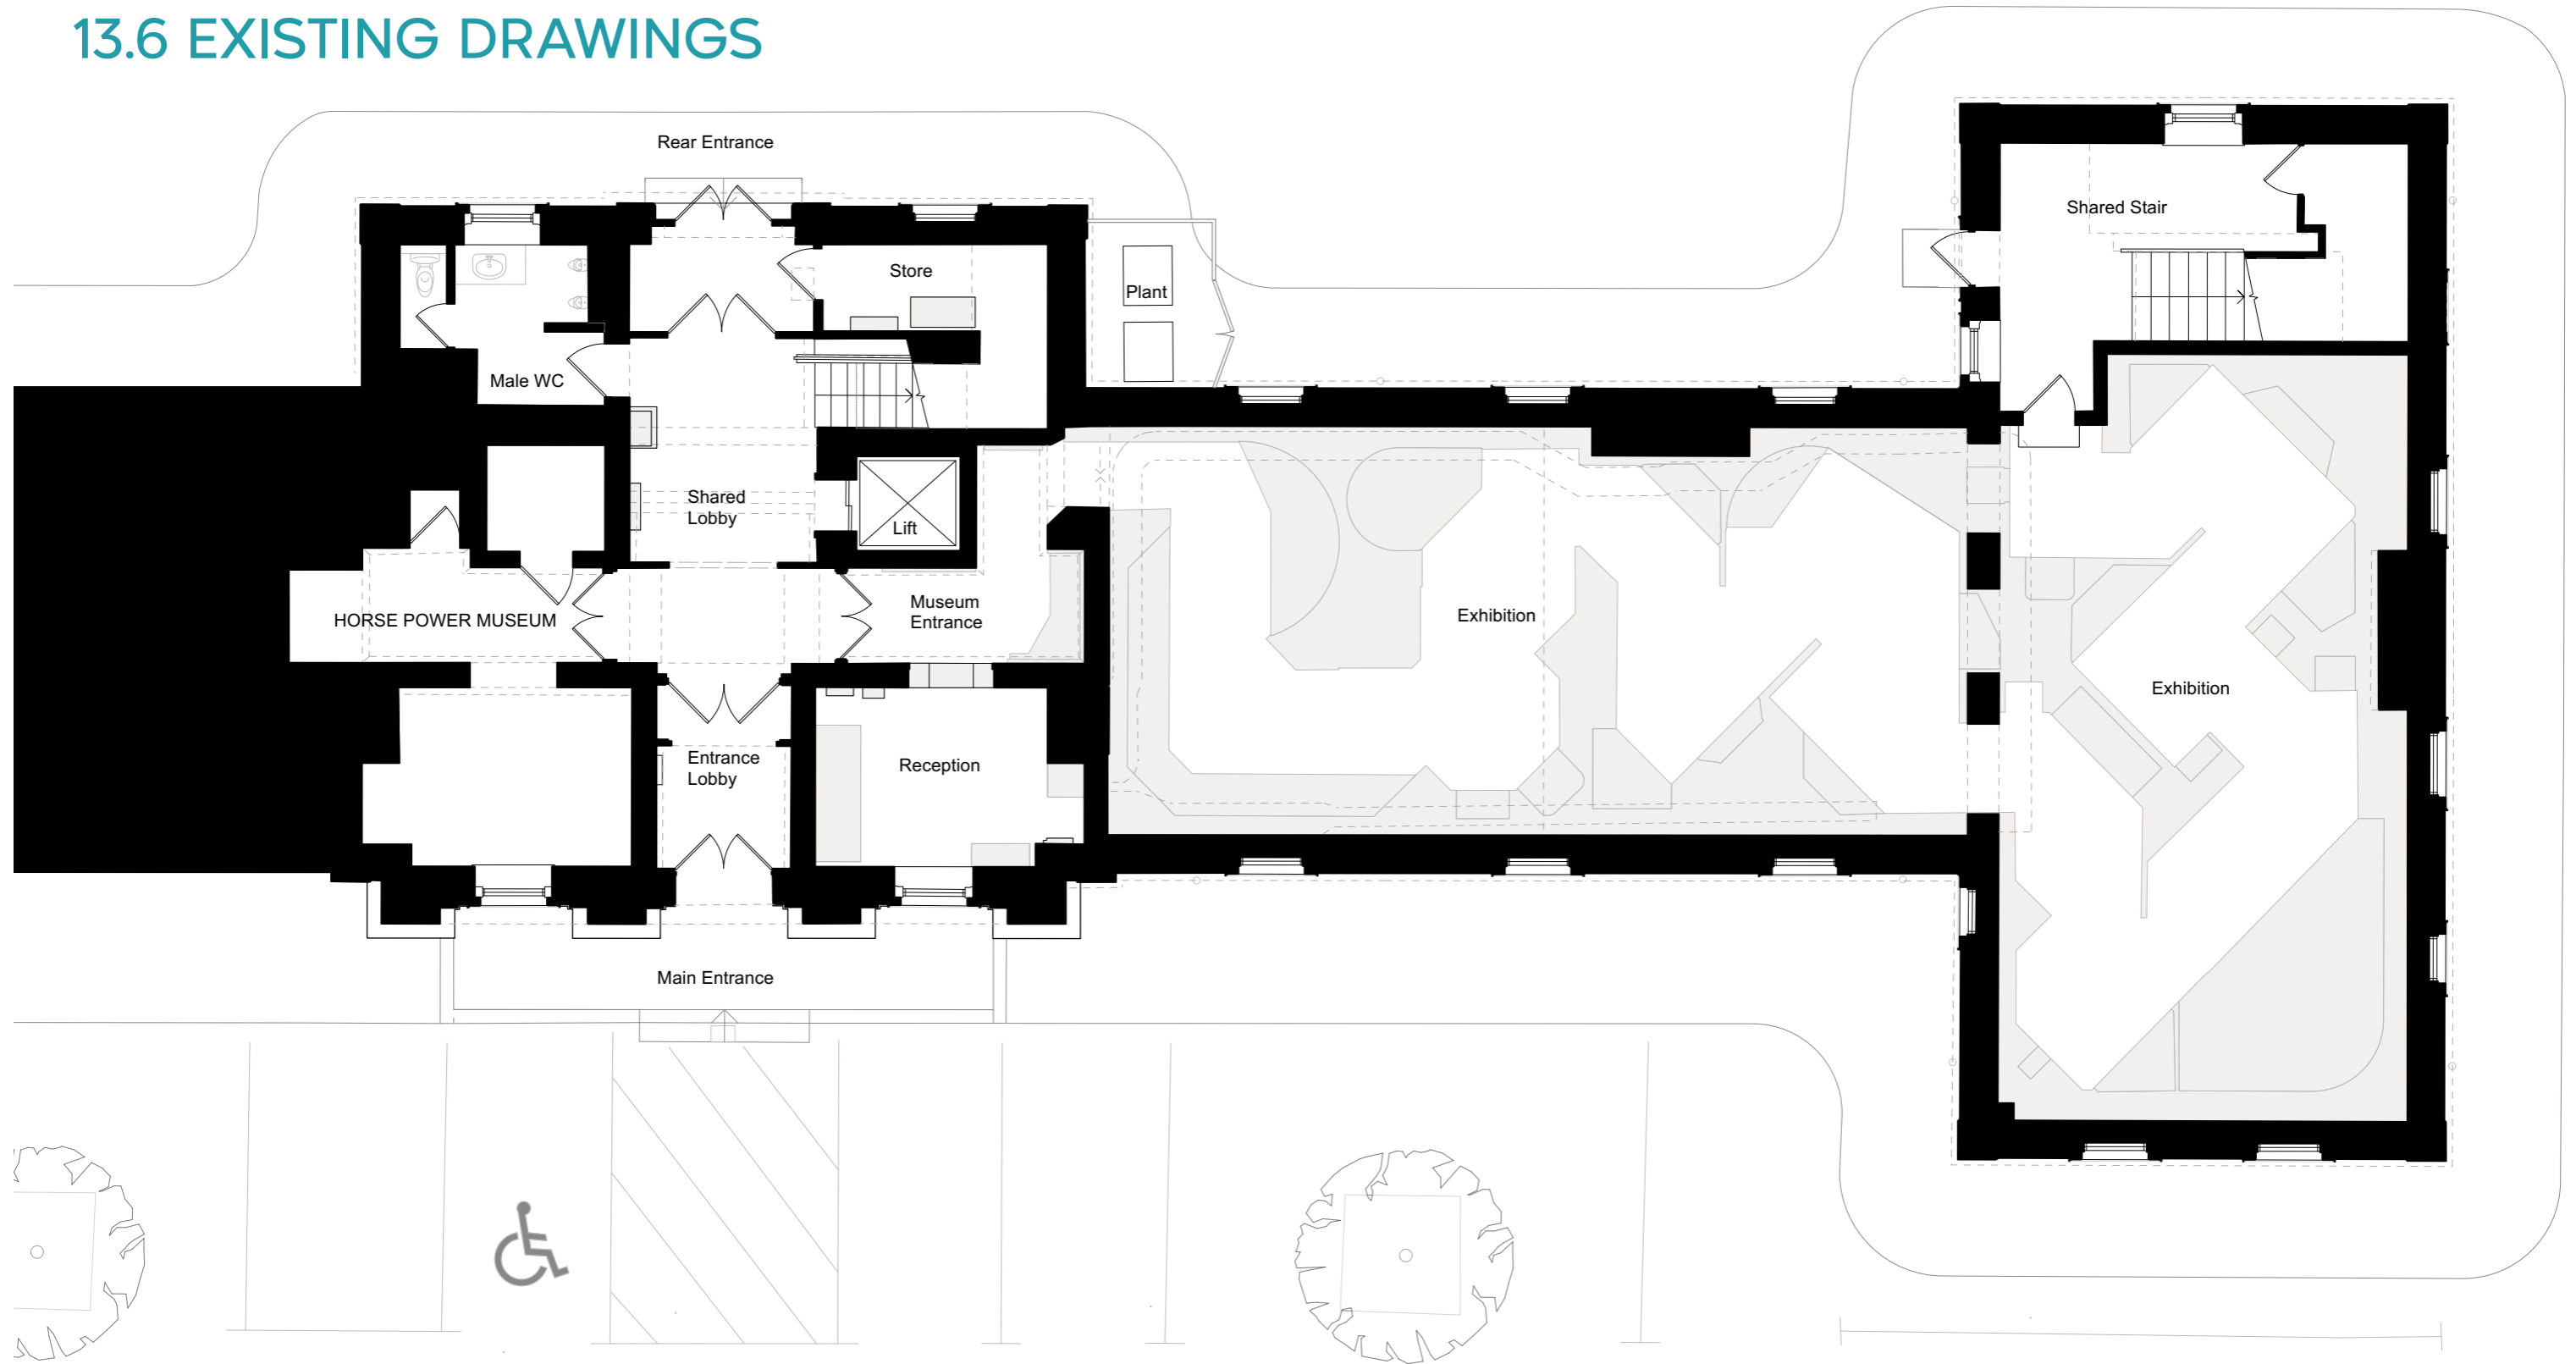 13.6 EXISTING DRAWINGS
Rear Entrance
Shared Stair
Store
Plant
Male WC
Shared
Lobby
Lift
HORSE POWER MUSEUM
Museum
Entrance
Exhibition
Exhibition
Entrance
Lobby
Reception
Main Entrance